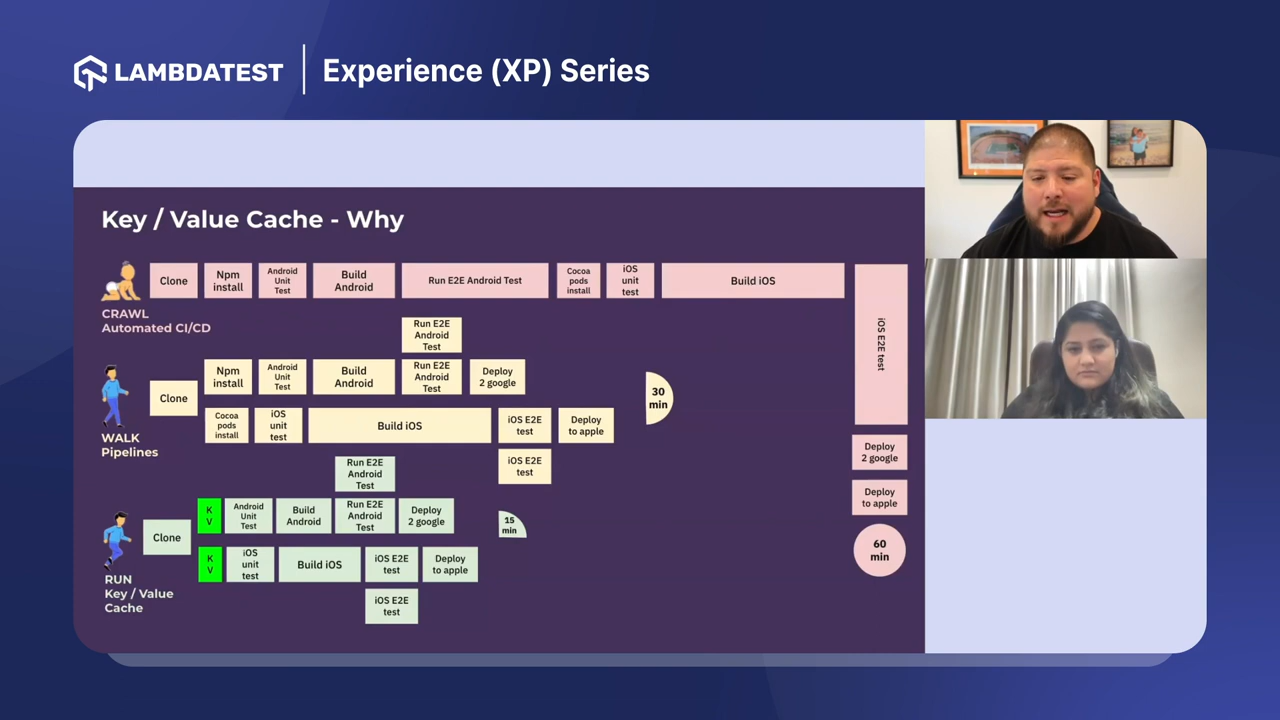 LAMBDATEST
Experience (XP) Series
Key / Value Cache - Why
Clone
Npm
install
Android
Unit
Test
Build
Android
Run E2E Android Test
Cocoa
pods
install
iOS
unit
test
Build iOS
iOS E2E test
CRAWL
Automated CI/CD
Run E2E
Android
Test
Clone
Npm
install
Android
Unit
Test
Build
Android
Run E2E
Android
Test
Deploy
2 google
30
min
Cocoa
pods
install
iOS
unit
test
Build iOS
iOS E2E
test
Deploy
to apple
WALK
Pipelines
iOS E2E
test
Deploy
2 google
Deploy
to apple
60
min
Run E2E
Android
Test
Clone
K
V
Android
Unit
Test
Build
Android
Run E2E
Android
Test
Deploy
2 google
15
min
K
V
iOS
unit
test
Build iOS
iOS E2E
test
Deploy
to apple
RUN
Key / Value
Cache
iOS E2E
test